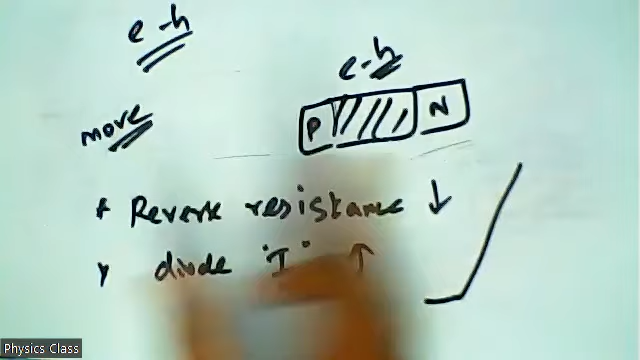 e-h
e-h
move
P N
* Reverse resistance ↓
* diode "I" ↑
Physics Class